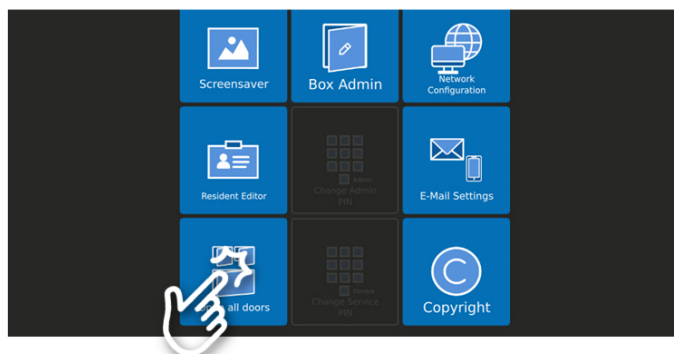 Screensaver
Box Admin
Network
Configuration
Resident Editor
Admin
Change Admin
PIN
E-Mail Settings
all doors
Service
Change Service
PIN
Copyright
C